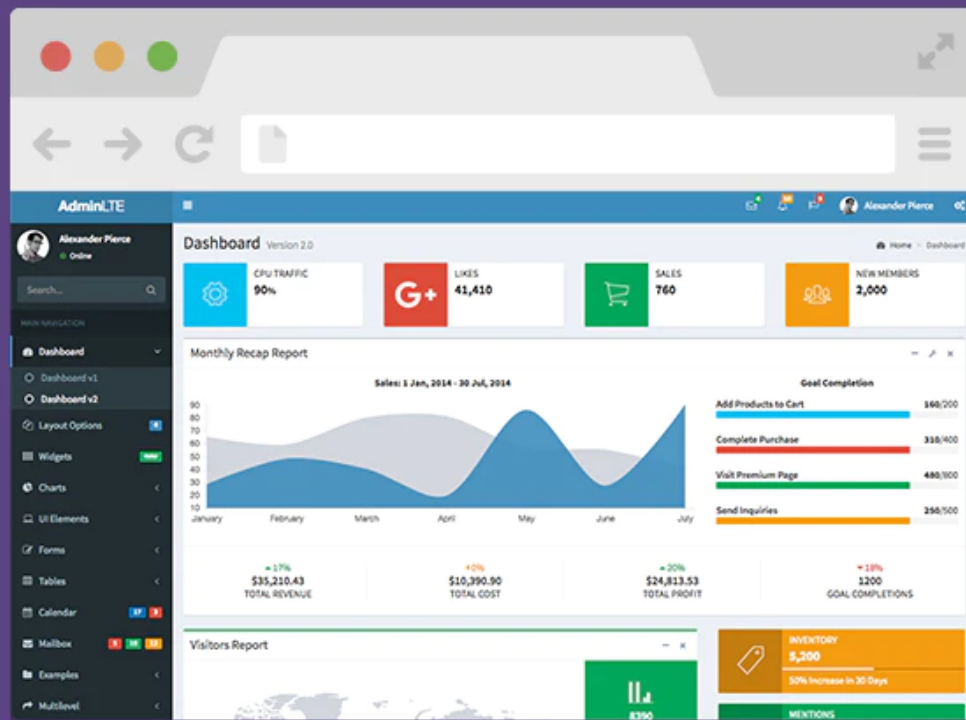 AdminLTE
Alexander Pierce
Alexander Pierce
Online
Search...
MAIN NAVIGATION
Dashboard
Dashboard v1
Dashboard v2
Layout Options
Widgets
Charts
UI Elements
Forms
Tables
Calendar
Mailbox
Examples
Multilevel
Dashboard Version 2.0
Home > Dashboard
CPU TRAFFIC
90%
LIKES
41,410
SALES
760
NEW MEMBERS
2,000
G+
Monthly Recap Report
Sales: 1 Jan, 2014 - 30 Jul, 2014
90
80
70
60
50
40
30
20
10
January February March April May June July
Goal Completion
Add Products to Cart 160/200
Complete Purchase 310/400
Visit Premium Page 480/800
Send Inquiries 250/500
17%
$35,210.43
TOTAL REVENUE
0%
$10,390.90
TOTAL COST
20%
$24,813.53
TOTAL PROFIT
18%
1200
GOAL COMPLETIONS
Visitors Report
8390
INVENTORY
5,200
50% Increase in 30 Days
MENTIONS